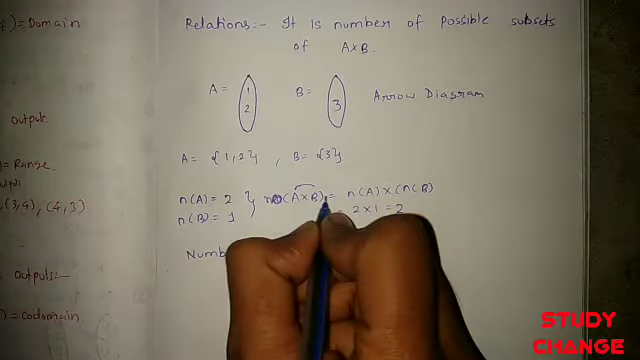 ) = Domain
Relations:- It is number of possible subsets
of A×B.
A = 1 2 B = 3 Arrow Diagram
output
A = {1,2}, B = {3}
= Range
n(A) = 2 } n(A×B) = n(A)×(n(B)
, (3,4), (4,3)
n(B) = 1 = 2×1 = 2
Numb
outputs:-
) = codomain
STUDY
CHANGE